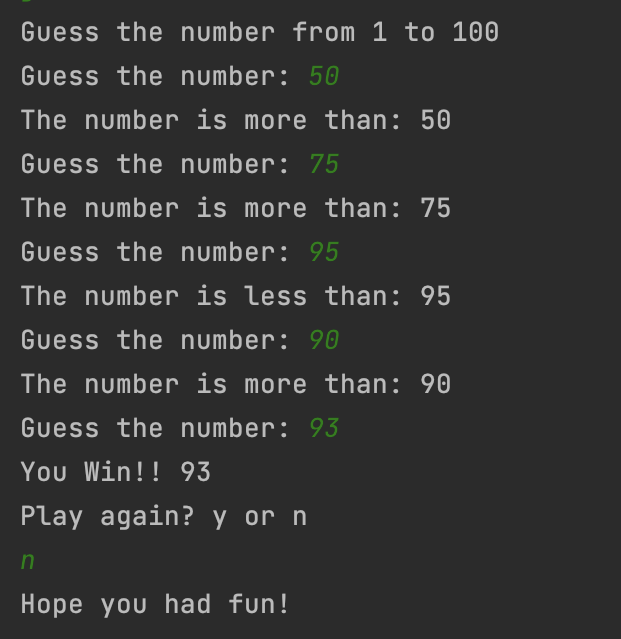 Guess the number from 1 to 100
Guess the number: 50
The number is more than: 50
Guess the number: 75
The number is more than: 75
Guess the number: 95
The number is less than: 95
Guess the number: 90
The number is more than: 90
Guess the number: 93
You Win!! 93
Play again? y or n
n
Hope you had fun!